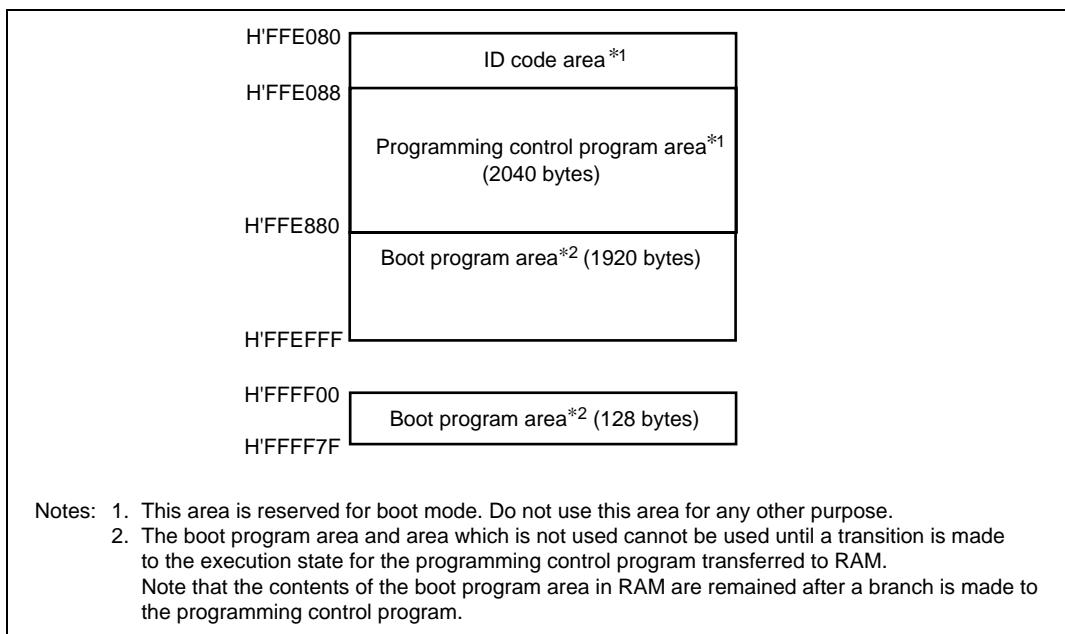 H'FFE080
ID code area*1
H'FFE088
Programming control program area*1
(2040 bytes)
H'FFE880
Boot program area*2 (1920 bytes)
H'FFEFFF
H'FFFF00
Boot program area*2 (128 bytes)
H'FFFF7F
Notes: 1. This area is reserved for boot mode. Do not use this area for any other purpose.
2. The boot program area and area which is not used cannot be used until a transition is made
to the execution state for the programming control program transferred to RAM.
Note that the contents of the boot program area in RAM are remained after a branch is made to
the programming control program.